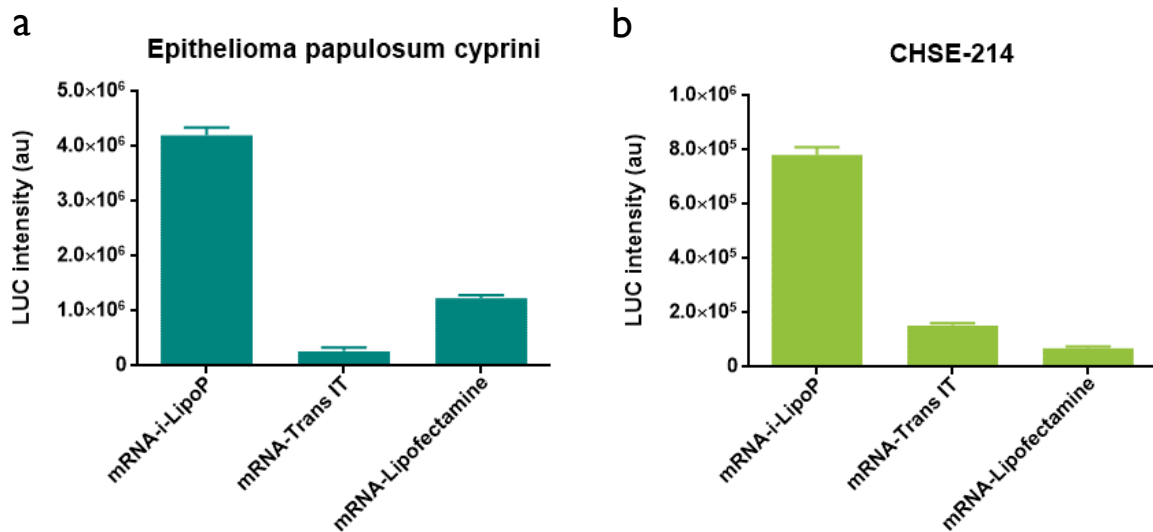 a
Epithelioma papulosum cyprini
LUC intensity (au)
5.0×10⁶
4.0×10⁶
3.0×10⁶
2.0×10⁶
1.0×10⁶
0
mRNA-i-LipoP
mRNA-Trans IT
mRNA-Lipofectamine
b
CHSE-214
LUC intensity (au)
1.0×10⁶
8.0×10⁵
6.0×10⁵
4.0×10⁵
2.0×10⁵
0
mRNA-i-LipoP
mRNA-Trans IT
mRNA-Lipofectamine